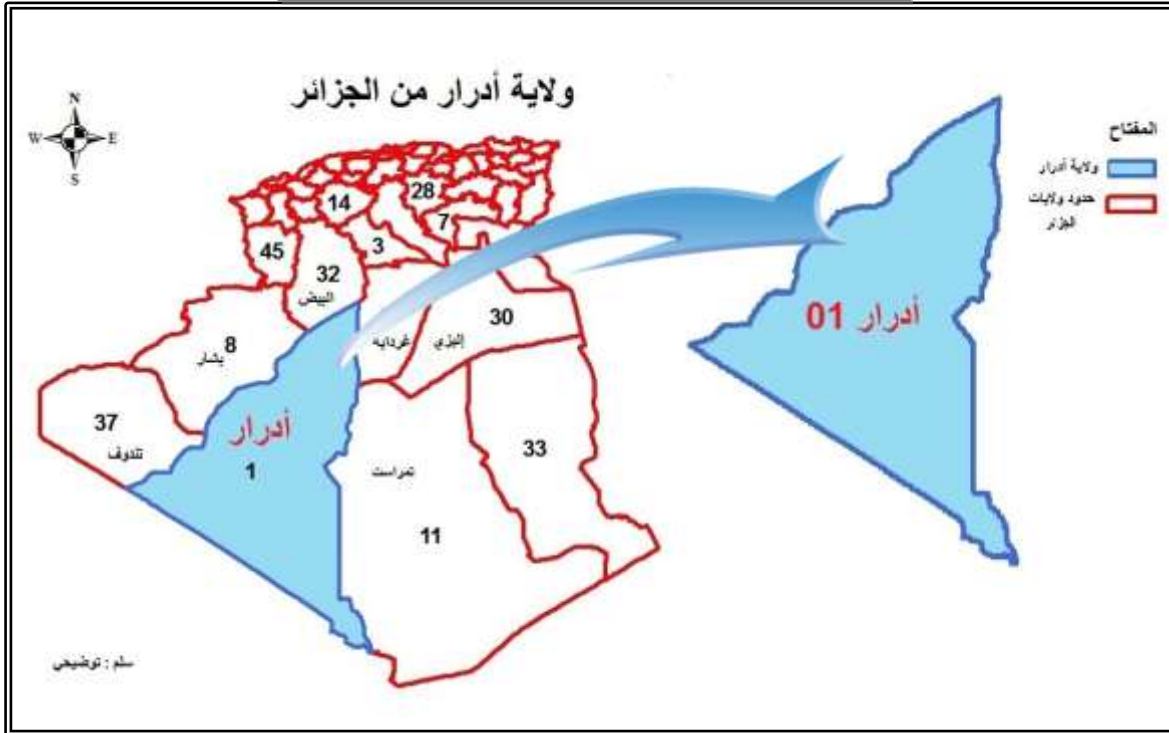 ولاية أدرار من الجزائر
N
W E
S
المفتاح
ولاية أدرار
حدود ولايات
الجزائر
28
14
7
3
45
32
البيض
30
إليزي
غرداية
8
بشار
أدرار 01
37
تندوف
أدرار
1
33
تمراست
11
سلم : توضيحي